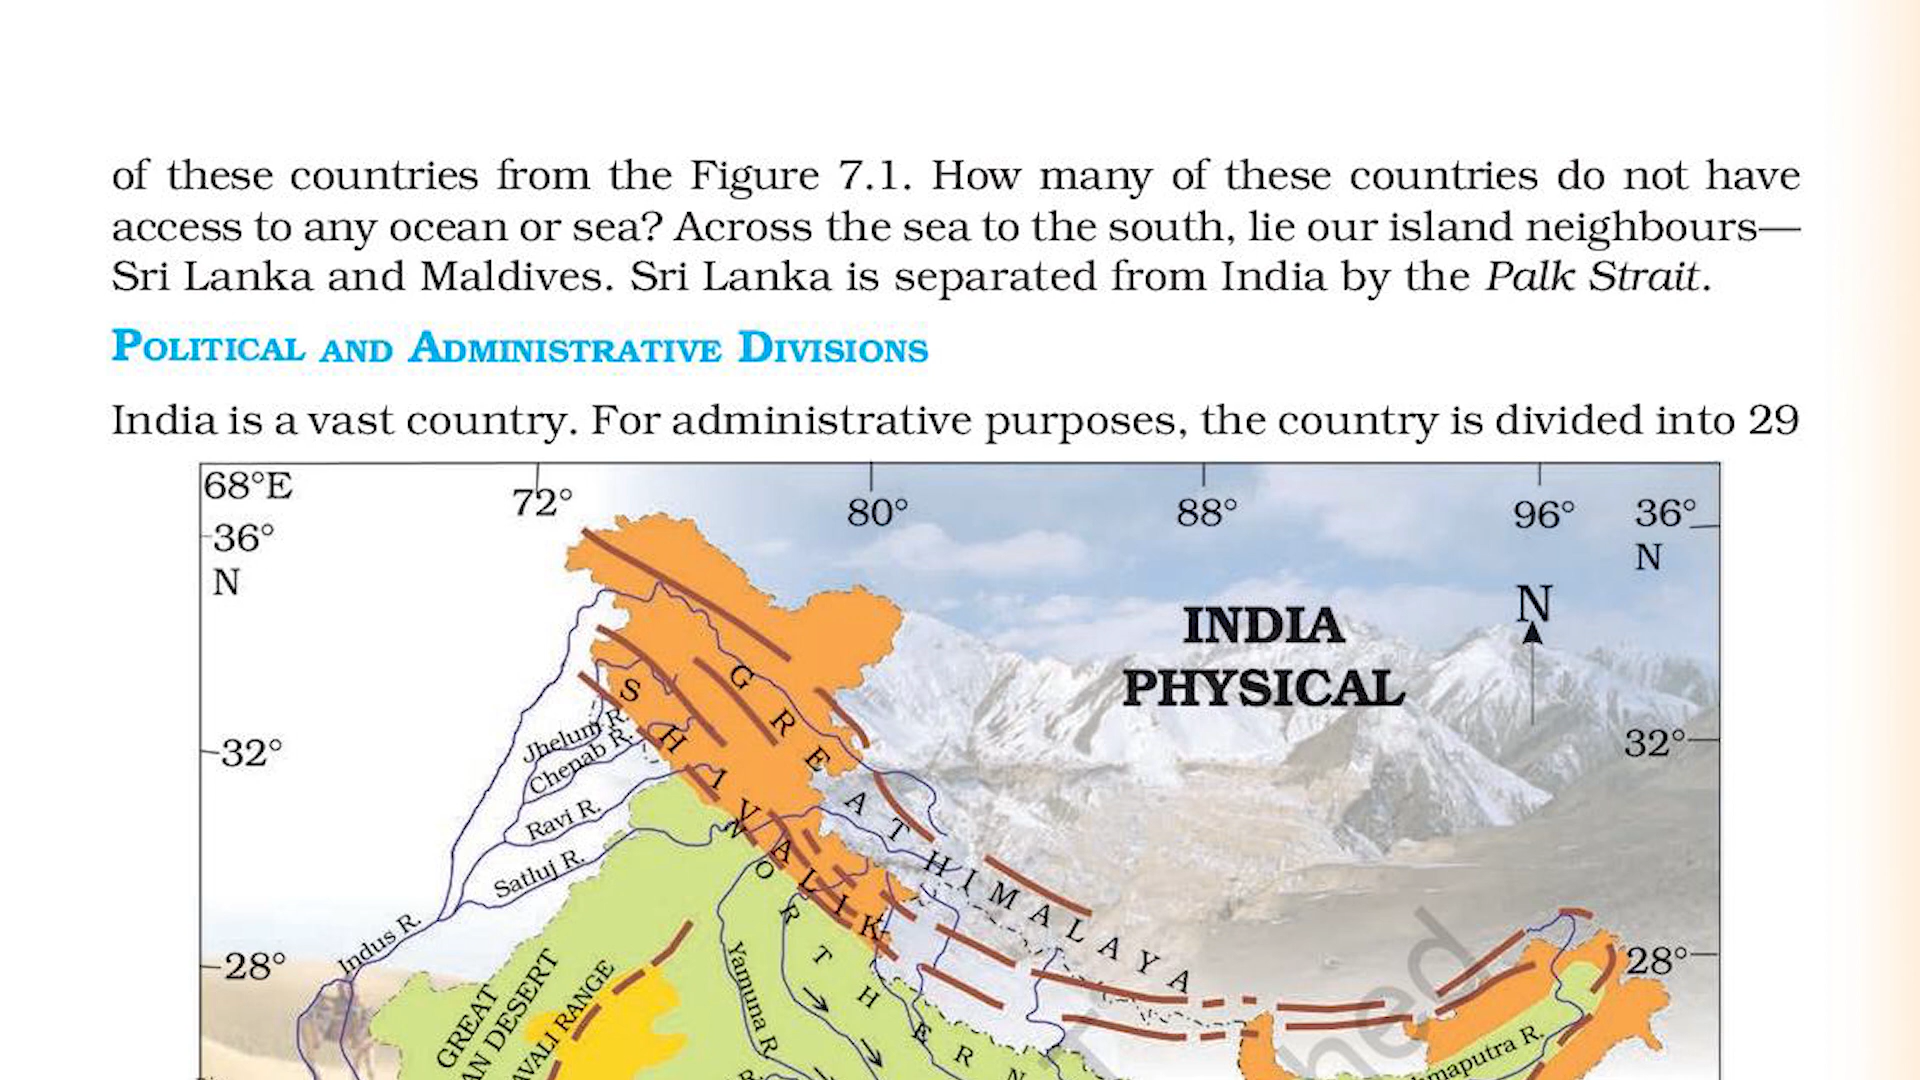 of these countries from the Figure 7.1. How many of these countries do not have
access to any ocean or sea? Across the sea to the south, lie our island neighbours—
Sri Lanka and Maldives. Sri Lanka is separated from India by the Palk Strait.
POLITICAL AND ADMINISTRATIVE DIVISIONS
India is a vast country. For administrative purposes, the country is divided into 29
68°E
72°
80°
88°
96°
36°
N
36°
N
N
INDIA
PHYSICAL
32°
32°
28°
28°
GREAT HIMALAYA
SHIVALIK
Jhelum R.
Chenab R.
Ravi R.
Satluj R.
Indus R.
Yamuna R.
NORTHERN
GREAT